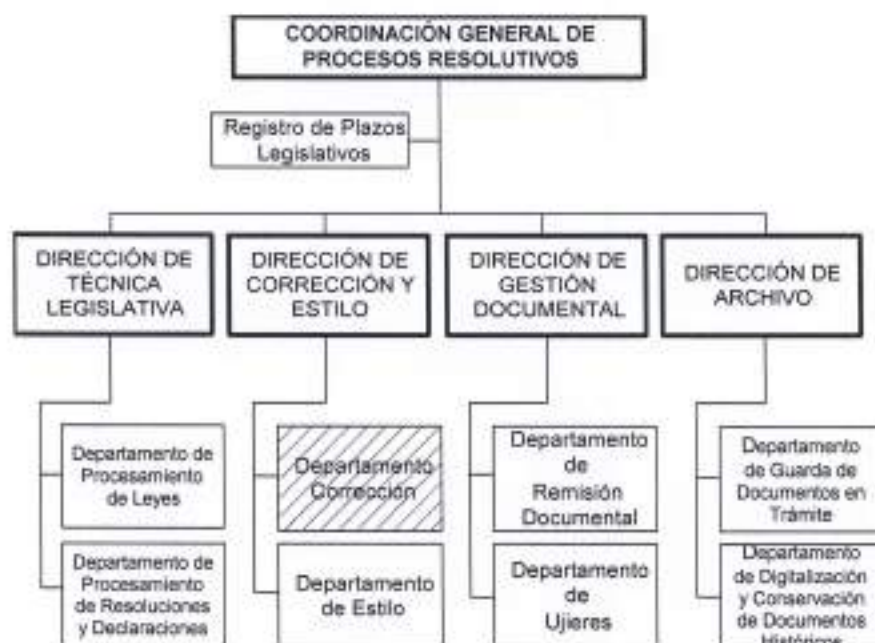 COORDINACIÓN GENERAL DE
PROCESOS RESOLUTIVOS
Registro de Plazos
Legislativos
DIRECCIÓN DE
TÉCNICA
LEGISLATIVA
DIRECCIÓN DE
CORRECCIÓN Y
ESTILO
DIRECCIÓN DE
GESTIÓN
DOCUMENTAL
DIRECCIÓN DE
ARCHIVO
Departamento de
Procesamiento
de Leyes
Departamento
Corrección
Departamento
de
Remisión
Documental
Departamento
de Guarda de
Documentos en
Trámite
Departamento de
Procesamiento
de Resoluciones
y Declaraciones
Departamento
de Estilo
Departamento
de
Ujieres
Departamento
de Digitalización
y Conservación
de Documentos
Históricos